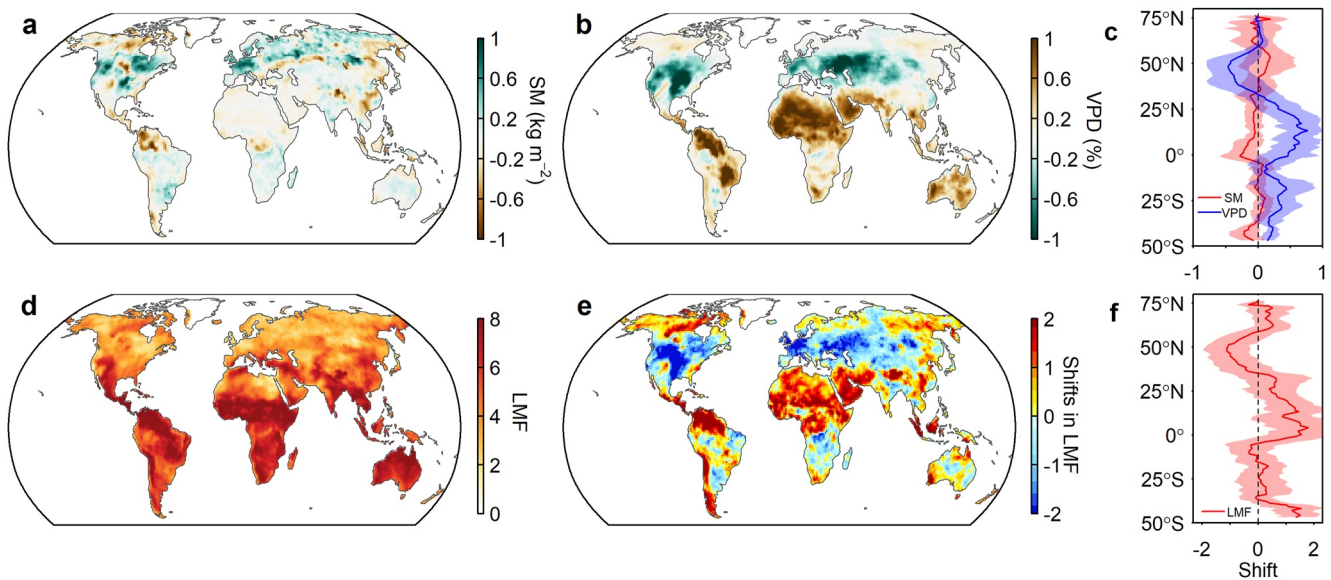 a
1
0.6
0.2
-0.2
-0.6
-1
SM (kg m⁻²)
b
1
0.6
0.2
-0.2
-0.6
-1
VPD (%)
c
75°N
50°N
25°N
0°
25°S
50°S
SM
VPD
-1 0 1
d
8
6
4
2
0
LMF
e
2
1
0
-1
-2
Shifts in LMF
f
75°N
50°N
25°N
0°
25°S
50°S
LMF
-2 0 2
Shift